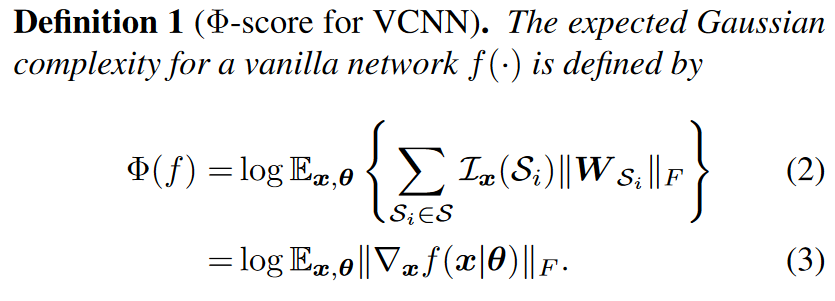 Definition 1 (Φ-score for VCNN). The expected Gaussian
complexity for a vanilla network f(·) is defined by
Φ(f) = log 𝔼_{x,θ} { ∑_{𝒮_i∈𝒮} ℐ_x(𝒮_i)‖W_{𝒮_i}‖_F } (2)
= log 𝔼_{x,θ}‖∇_x f(x|θ)‖_F. (3)